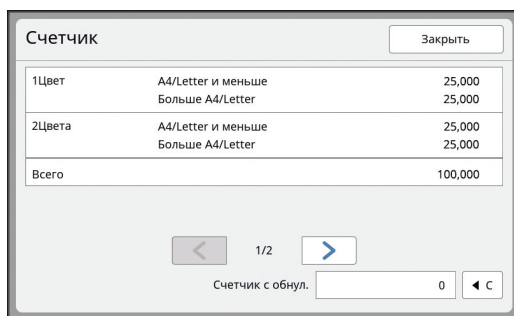 Счетчик
Закрыть
1Цвет A4/Letter и меньше 25,000
Больше A4/Letter 25,000
2Цвета A4/Letter и меньше 25,000
Больше A4/Letter 25,000
Всего 100,000
1/2
Счетчик с обнул. 0 C